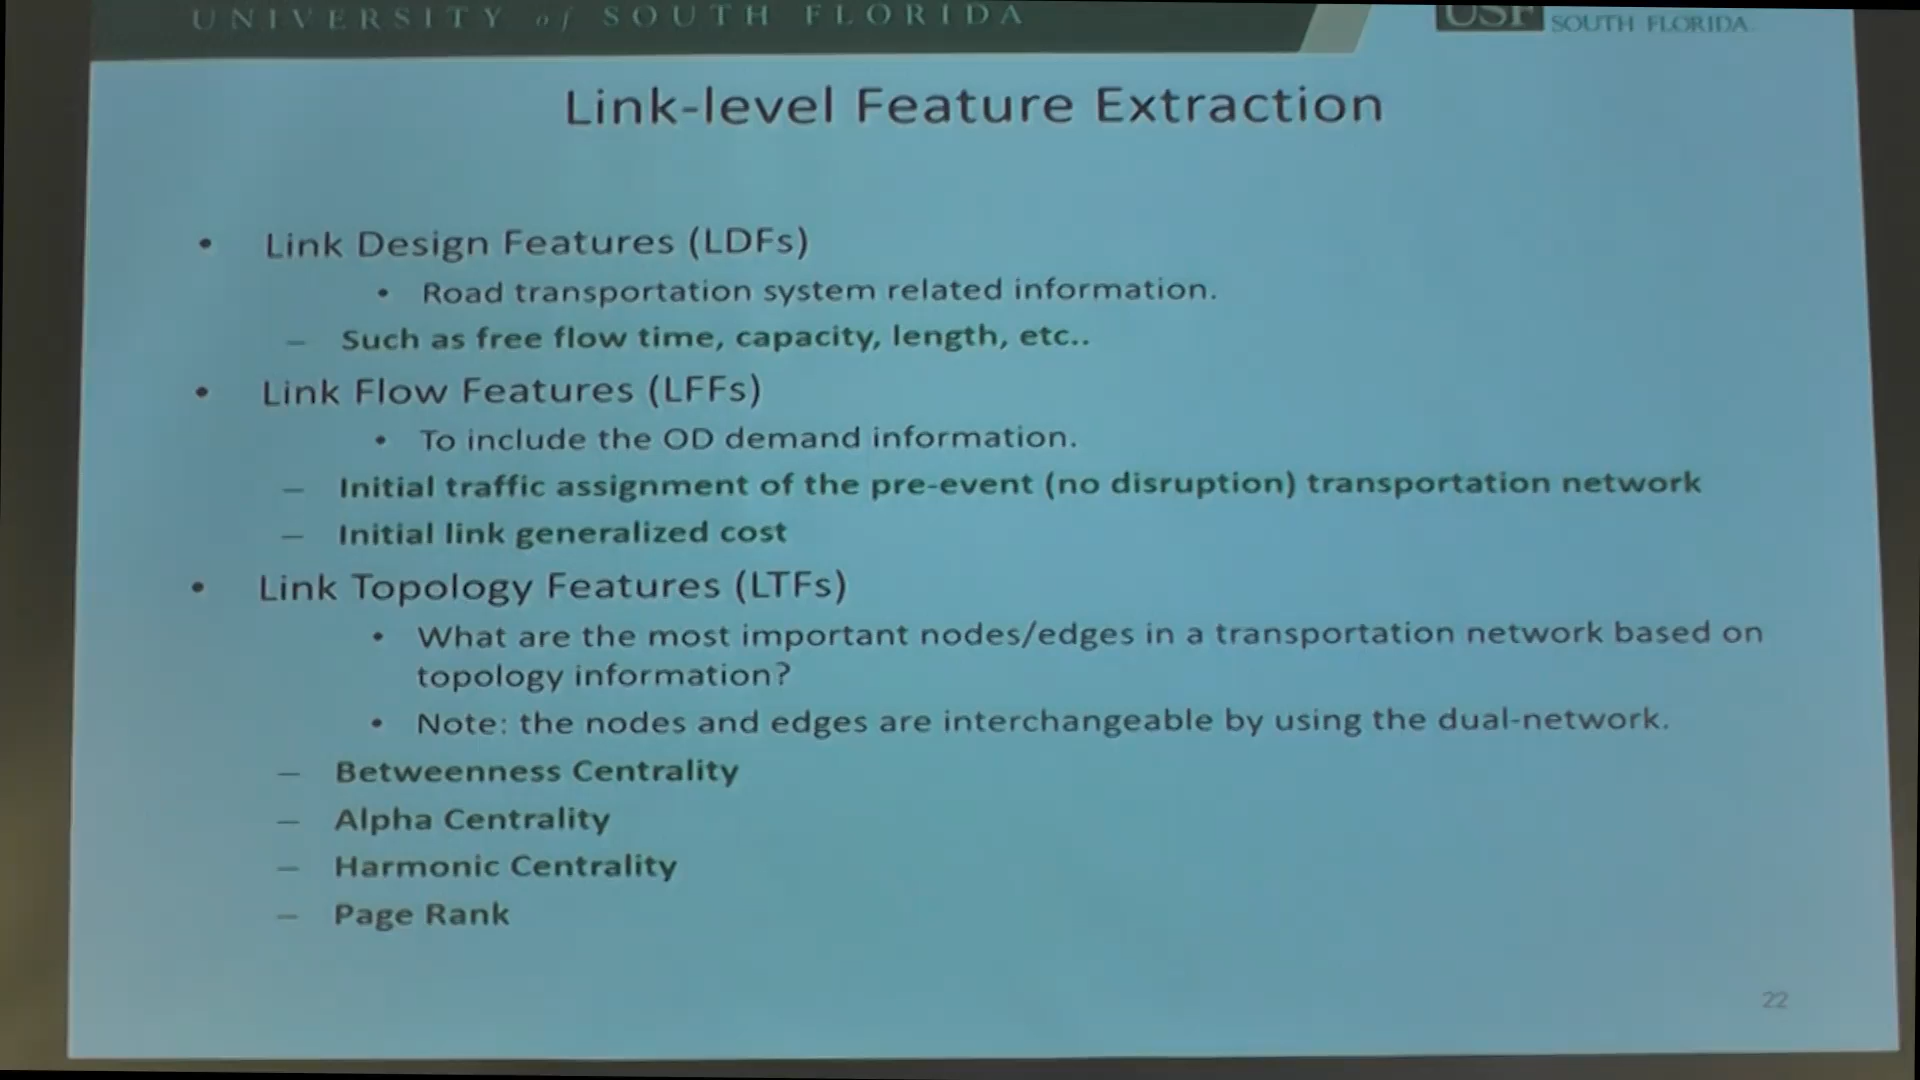 UNIVERSITY of SOUTH FLORIDA
USF SOUTH FLORIDA
Link-level Feature Extraction
• Link Design Features (LDFs)
• Road transportation system related information.
– Such as free flow time, capacity, length, etc..
• Link Flow Features (LFFs)
• To include the OD demand information.
– Initial traffic assignment of the pre-event (no disruption) transportation network
– Initial link generalized cost
• Link Topology Features (LTFs)
• What are the most important nodes/edges in a transportation network based on
topology information?
• Note: the nodes and edges are interchangeable by using the dual-network.
– Betweenness Centrality
– Alpha Centrality
– Harmonic Centrality
– Page Rank
22